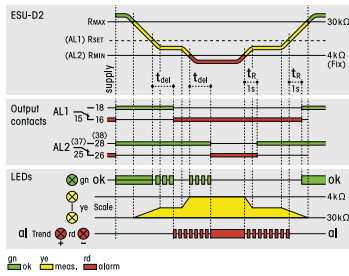 ESU-D2
RMAX 30kΩ
(AL1) RSET
(AL2) RMIN 4kΩ
(Fix)
supply tdel tdel tR 1s tR 1s
Output contacts
AL1 18
15 16
(38)
AL2 (37) 28
25 26
LEDs
gn ok ok
ye Scale 4kΩ
30kΩ
al Trend rd al
+ −
gn ye rd
ok meas. alarm